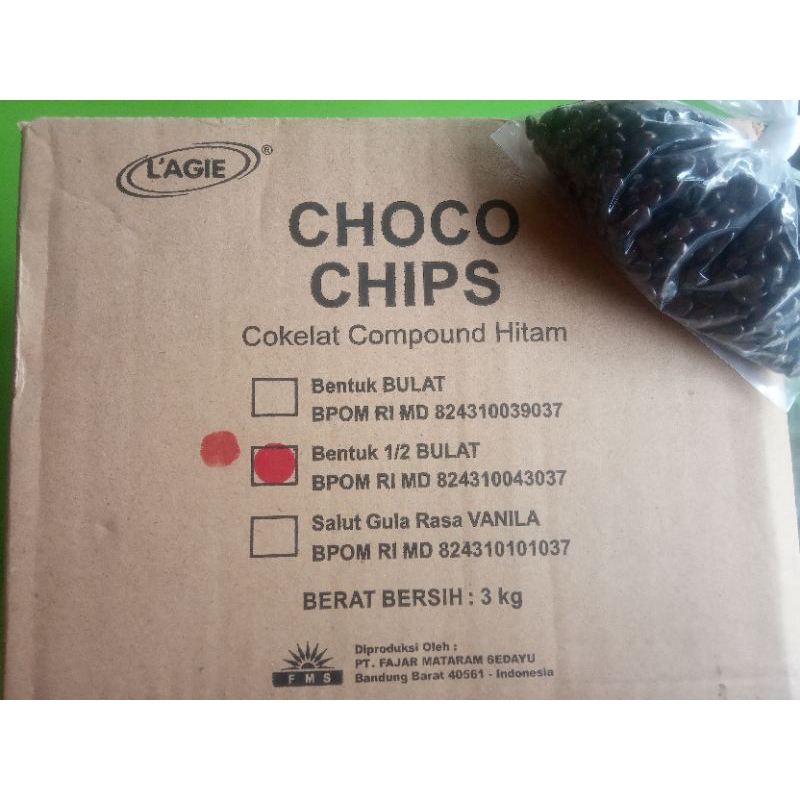 L'AGIE®
CHOCO
CHIPS
Cokelat Compound Hitam
Bentuk BULAT
BPOM RI MD 824310039037
Bentuk 1/2 BULAT
BPOM RI MD 824310043037
Salut Gula Rasa VANILA
BPOM RI MD 824310101037
BERAT BERSIH : 3 kg
Diproduksi Oleh :
PT. FAJAR MATARAM SEDAYU
Bandung Barat 40561 - Indonesia
FMS